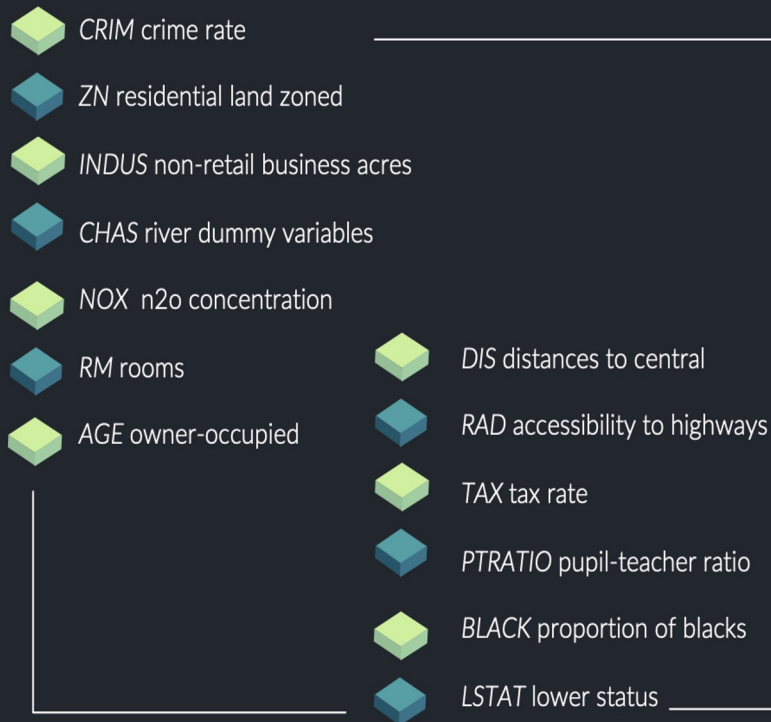 CRIM crime rate
ZN residential land zoned
INDUS non-retail business acres
CHAS river dummy variables
NOX n2o concentration
RM rooms
AGE owner-occupied
DIS distances to central
RAD accessibility to highways
TAX tax rate
PTRATIO pupil-teacher ratio
BLACK proportion of blacks
LSTAT lower status